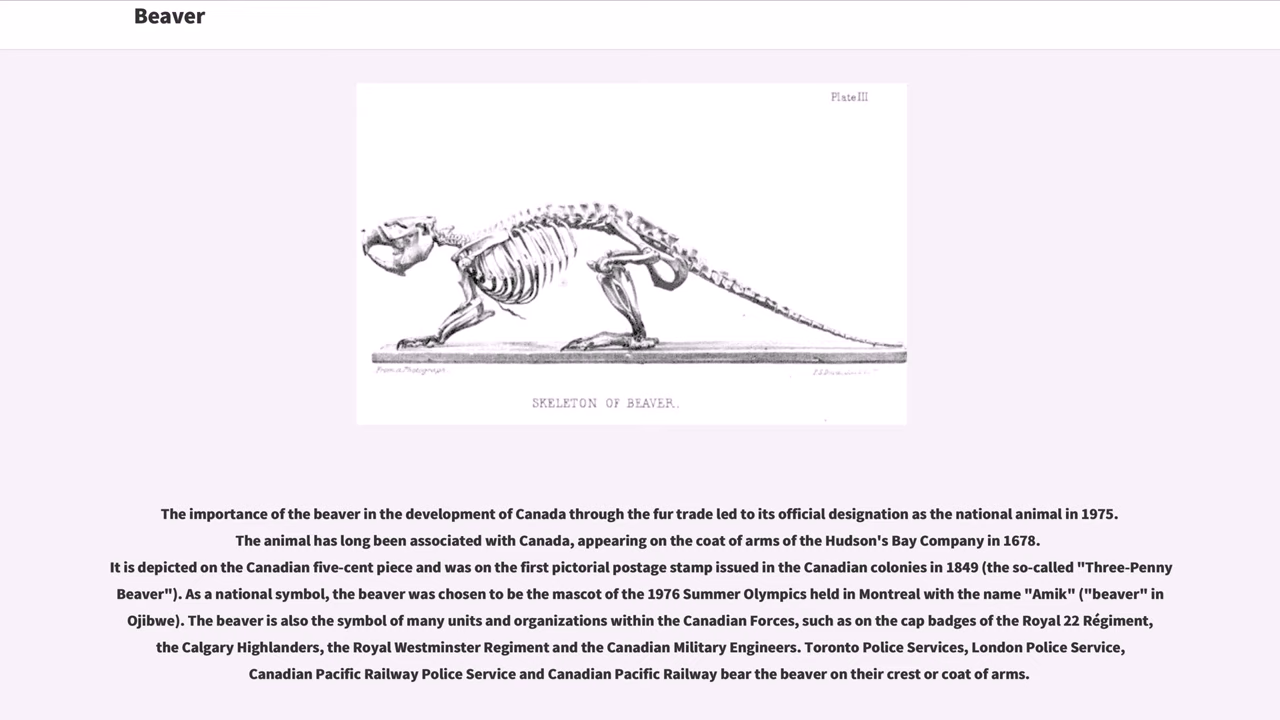 Beaver
Plate III
From a Photograph.
SKELETON OF BEAVER.
The importance of the beaver in the development of Canada through the fur trade led to its official designation as the national animal in 1975.
The animal has long been associated with Canada, appearing on the coat of arms of the Hudson's Bay Company in 1678.
It is depicted on the Canadian five-cent piece and was on the first pictorial postage stamp issued in the Canadian colonies in 1849 (the so-called "Three-Penny
Beaver"). As a national symbol, the beaver was chosen to be the mascot of the 1976 Summer Olympics held in Montreal with the name "Amik" ("beaver" in
Ojibwe). The beaver is also the symbol of many units and organizations within the Canadian Forces, such as on the cap badges of the Royal 22 Régiment,
the Calgary Highlanders, the Royal Westminster Regiment and the Canadian Military Engineers. Toronto Police Services, London Police Service,
Canadian Pacific Railway Police Service and Canadian Pacific Railway bear the beaver on their crest or coat of arms.